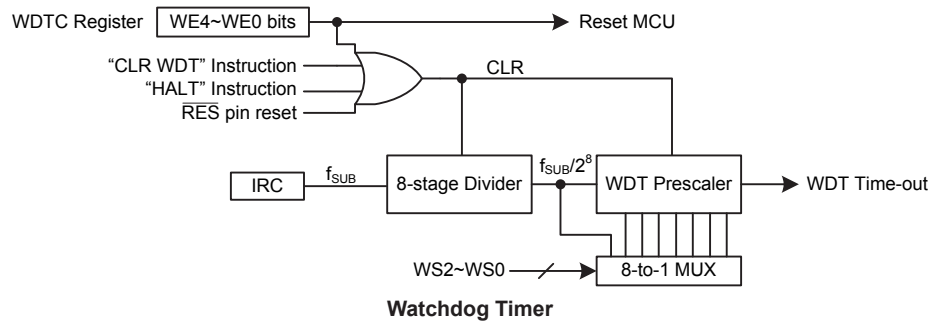 WDTC Register WE4~WE0 bits Reset MCU
“CLR WDT” Instruction
CLR
“HALT” Instruction
RES pin reset
IRC fSUB 8-stage Divider fSUB/2⁸ WDT Prescaler WDT Time-out
WS2~WS0 8-to-1 MUX
Watchdog Timer